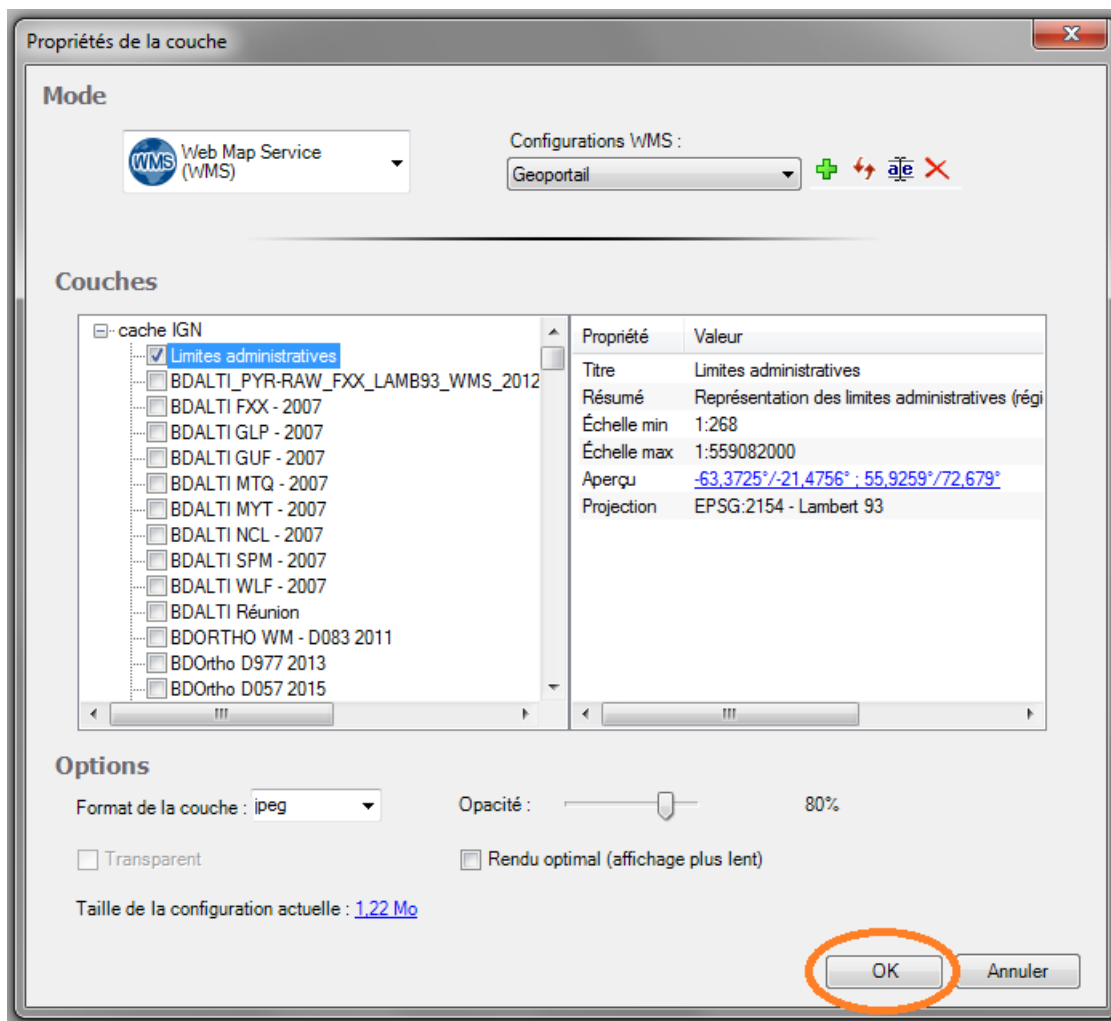 Propriétés de la couche
Mode
WMS
Web Map Service
(WMS)
Configurations WMS :
Geoportail
a|e
Couches
cache IGN
Limites administratives
BDALTI_PYR-RAW_FXX_LAMB93_WMS_2012
BDALTI FXX - 2007
BDALTI GLP - 2007
BDALTI GUF - 2007
BDALTI MTQ - 2007
BDALTI MYT - 2007
BDALTI NCL - 2007
BDALTI SPM - 2007
BDALTI WLF - 2007
BDALTI Réunion
BDORTHO WM - D083 2011
BDOrtho D977 2013
BDOrtho D057 2015
Propriété Valeur
Titre Limites administratives
Résumé Représentation des limites administratives (régi
Échelle min 1:268
Échelle max 1:559082000
Aperçu -63,3725°/-21,4756° ; 55,9259°/72,679°
Projection EPSG:2154 - Lambert 93
Options
Format de la couche : jpeg
Opacité : 80%
Transparent
Rendu optimal (affichage plus lent)
Taille de la configuration actuelle : 1,22 Mo
OK
Annuler